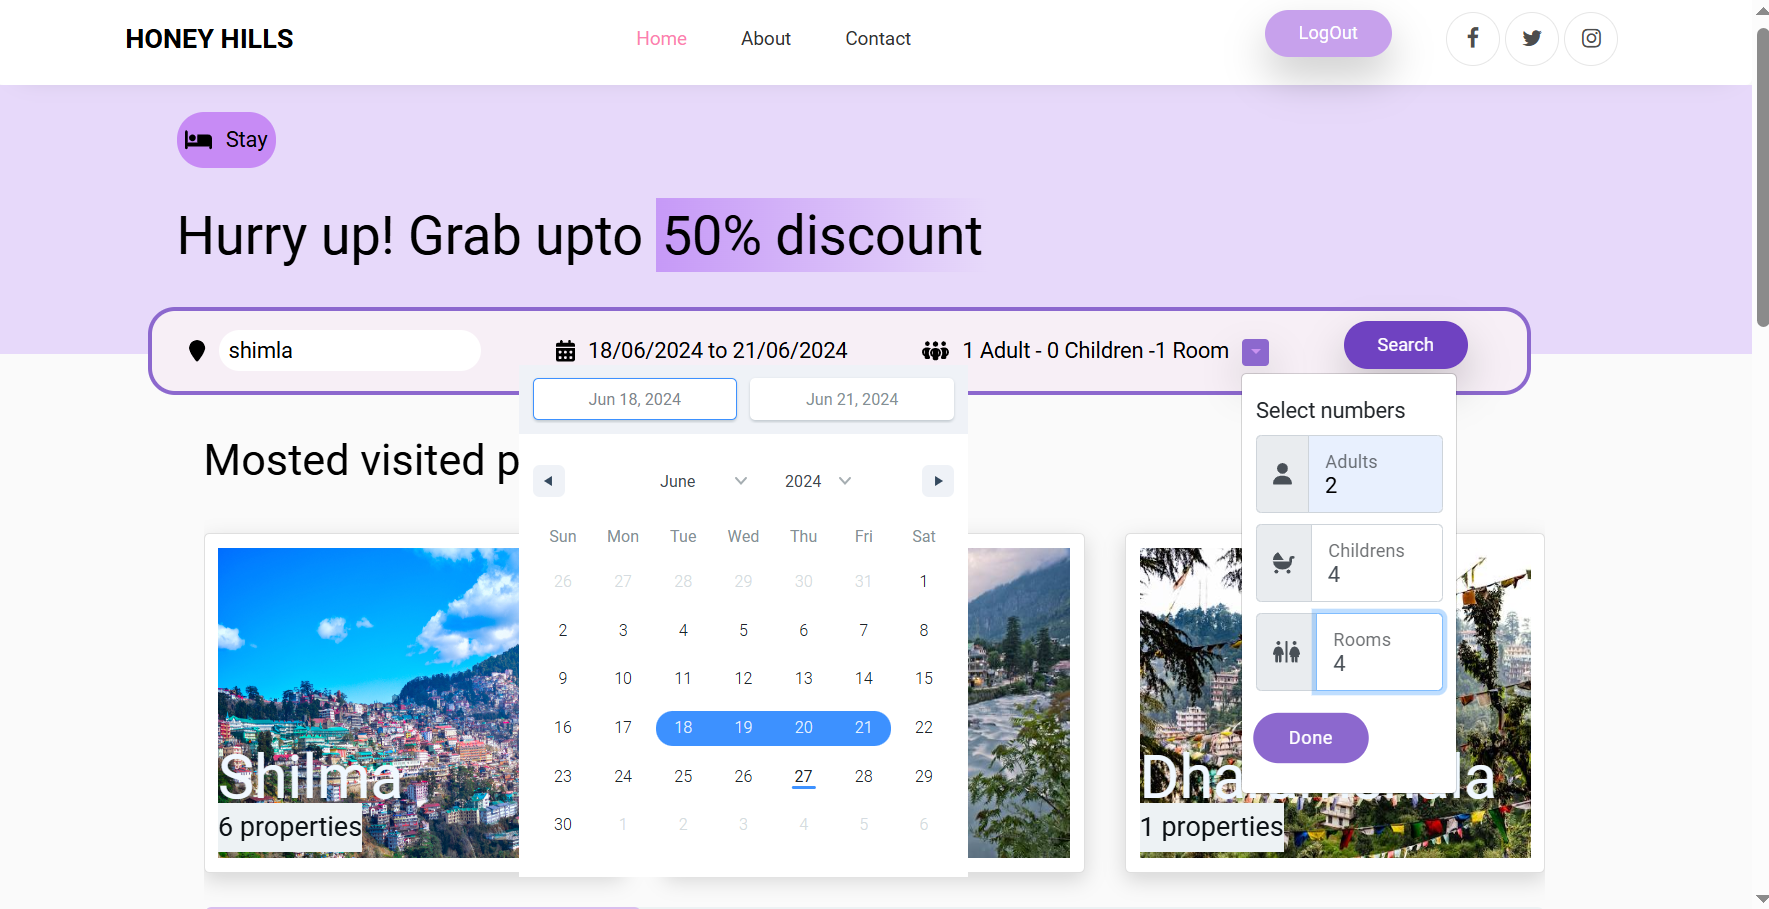 HONEY HILLS
Home
About
Contact
LogOut
Stay
Hurry up! Grab upto 50% discount
shimla
18/06/2024 to 21/06/2024
1 Adult - 0 Children -1 Room
Search
Jun 18, 2024
Jun 21, 2024
Select numbers
Adults
2
Childrens
4
Rooms
4
Done
Mosted visited p
June
2024
Sun Mon Tue Wed Thu Fri Sat
26 27 28 29 30 31 1
2 3 4 5 6 7 8
9 10 11 12 13 14 15
16 17 18 19 20 21 22
23 24 25 26 27 28 29
30 1 2 3 4 5 6
Shilma
6 properties
1 properties